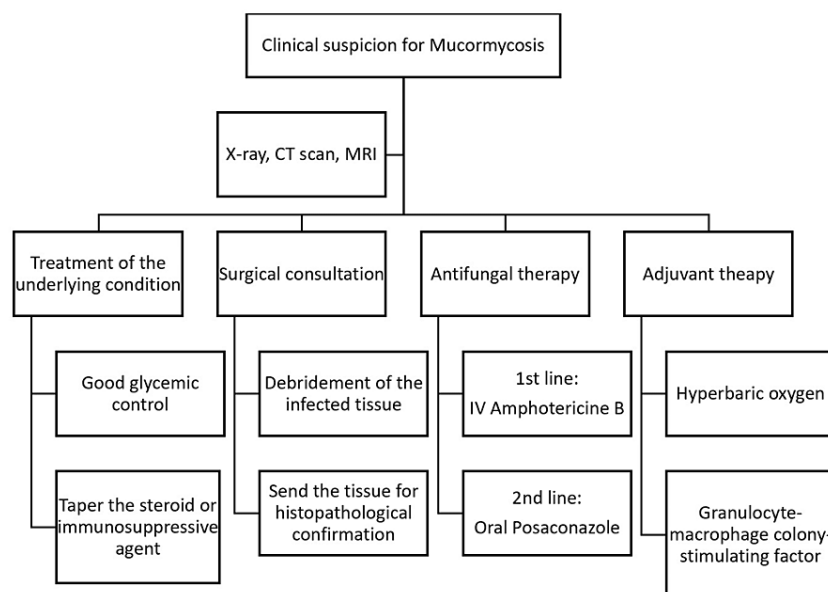 Clinical suspicion for Mucormycosis
X-ray, CT scan, MRI
Treatment of the
underlying condition
Surgical consultation
Antifungal therapy
Adjuvant theapy
Good glycemic
control
Debridement of the
infected tissue
1st line:
IV Amphotericine B
Hyperbaric oxygen
Taper the steroid or
immunosuppressive
agent
Send the tissue for
histopathological
confirmation
2nd line:
Oral Posaconazole
Granulocyte-
macrophage colony-
stimulating factor